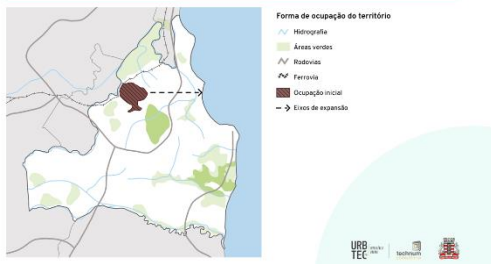 Forma de ocupação do território
Hidrografia
Áreas verdes
Rodovias
Ferrovia
Ocupação inicial
Eixos de expansão
URB
TEC
technum